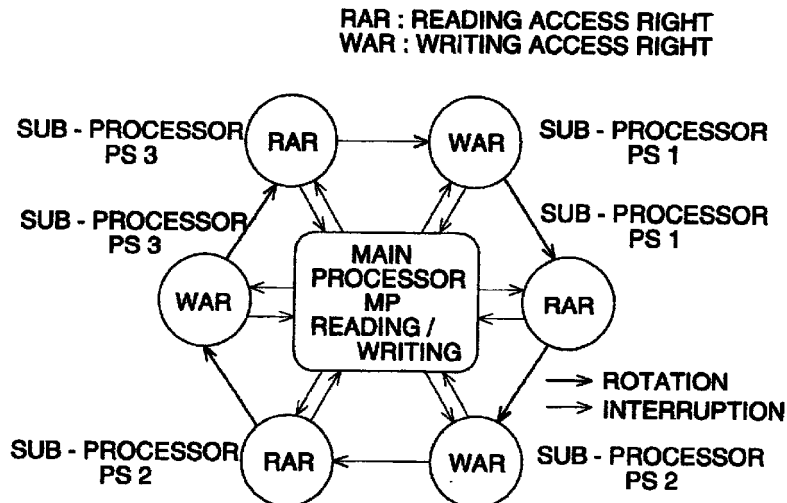 RAR : READING ACCESS RIGHT
WAR : WRITING ACCESS RIGHT
SUB - PROCESSOR
PS 3
RAR
WAR
SUB - PROCESSOR
PS 1
SUB - PROCESSOR
PS 3
SUB - PROCESSOR
PS 1
WAR
MAIN
PROCESSOR
MP
READING /
WRITING
RAR
ROTATION
INTERRUPTION
SUB - PROCESSOR
PS 2
RAR
WAR
SUB - PROCESSOR
PS 2